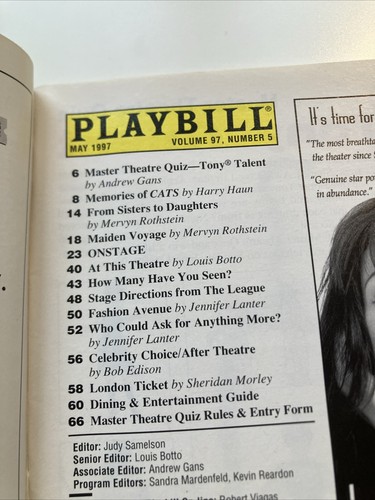 PLAYBILL®
MAY 1997 VOLUME 97, NUMBER 5
6 Master Theatre Quiz—Tony® Talent
by Andrew Gans
8 Memories of CATS by Harry Haun
14 From Sisters to Daughters
by Mervyn Rothstein
18 Maiden Voyage by Mervyn Rothstein
23 ONSTAGE
40 At This Theatre by Louis Botto
43 How Many Have You Seen?
48 Stage Directions from The League
50 Fashion Avenue by Jennifer Lanter
52 Who Could Ask for Anything More?
by Jennifer Lanter
56 Celebrity Choice/After Theatre
by Bob Edison
58 London Ticket by Sheridan Morley
60 Dining & Entertainment Guide
66 Master Theatre Quiz Rules & Entry Form
Editor: Judy Samelson
Senior Editor: Louis Botto
Associate Editor: Andrew Gans
Program Editors: Sandra Mardenfeld, Kevin Reardon
Robert Viagas
It's time for
"The most breathta
the theater since
"Genuine star po
in abundance."